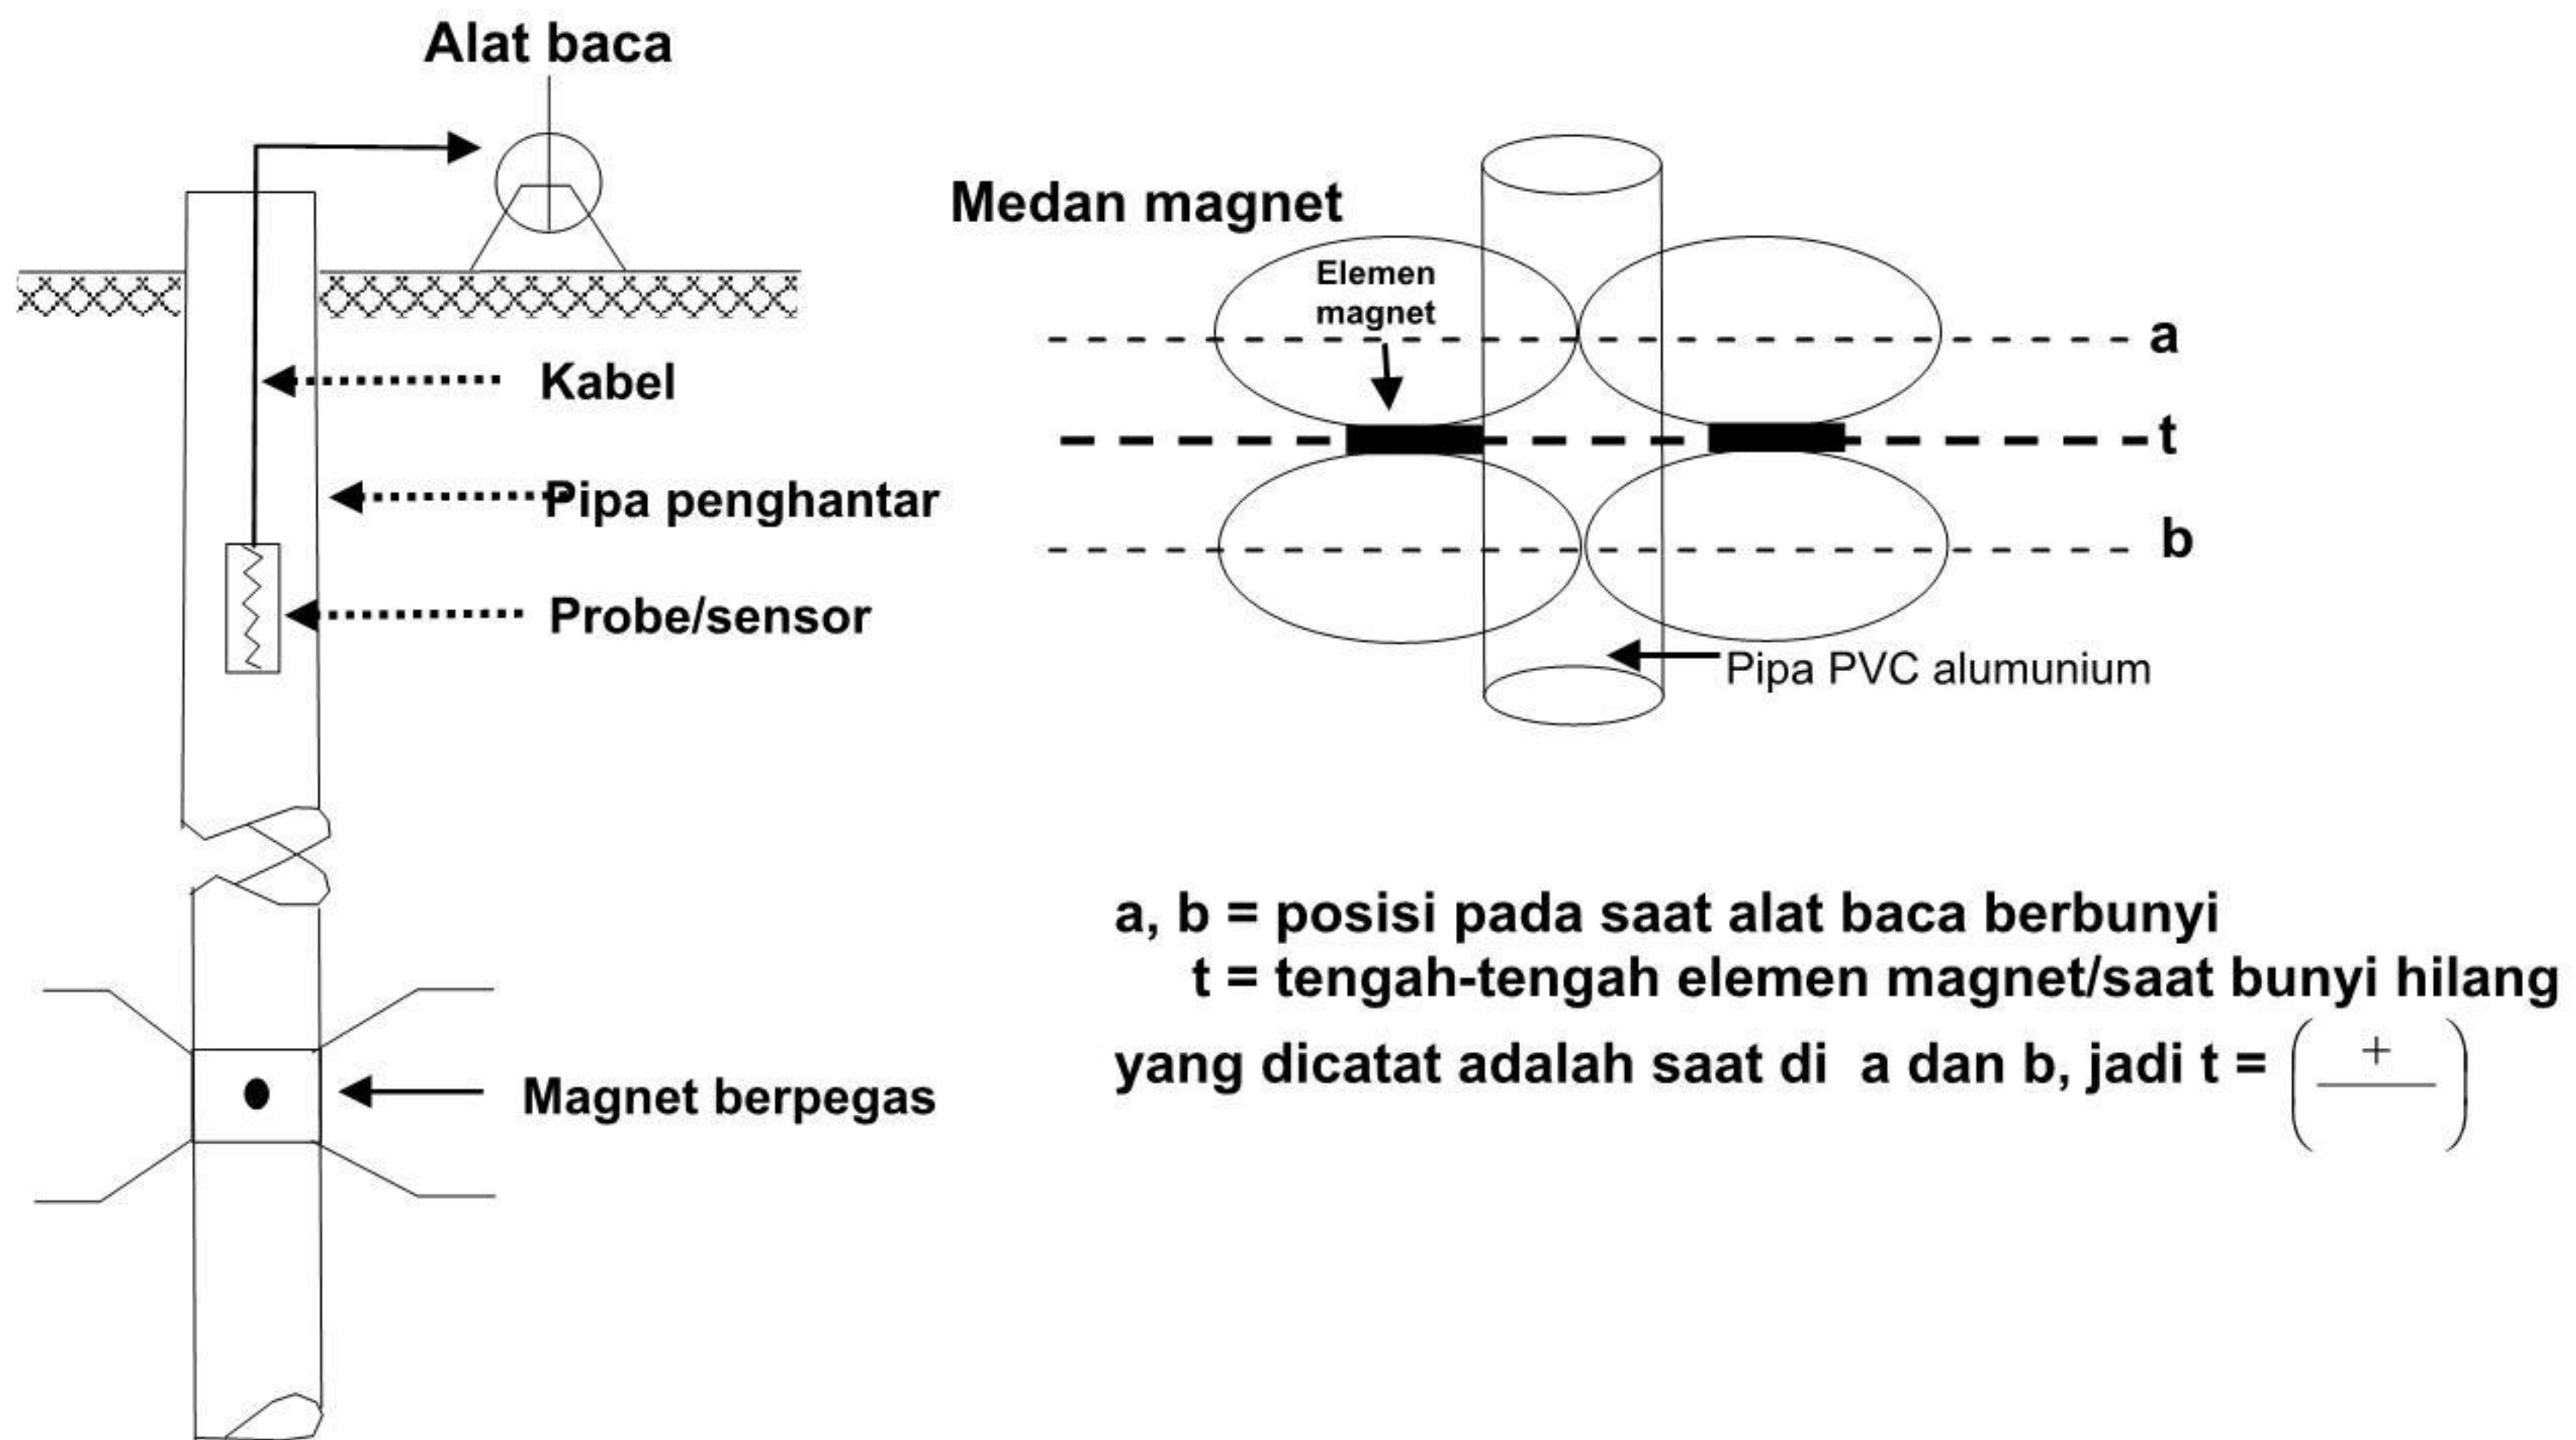 Alat baca
Kabel
Pipa penghantar
Probe/sensor
Magnet berpegas
Medan magnet
Elemen
magnet
a
t
b
Pipa PVC alumunium
a, b = posisi pada saat alat baca berbunyi
t = tengah-tengah elemen magnet/saat bunyi hilang
yang dicatat adalah saat di a dan b, jadi t = ( + )